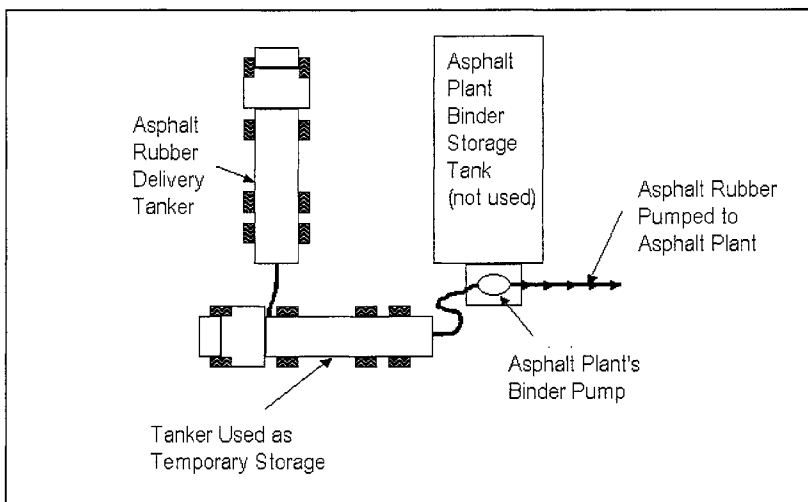 Asphalt
Plant
Binder
Storage
Tank
(not used)
Asphalt
Rubber
Delivery
Tanker
Asphalt Rubber
Pumped to
Asphalt Plant
Asphalt Plant's
Binder Pump
Tanker Used as
Temporary Storage